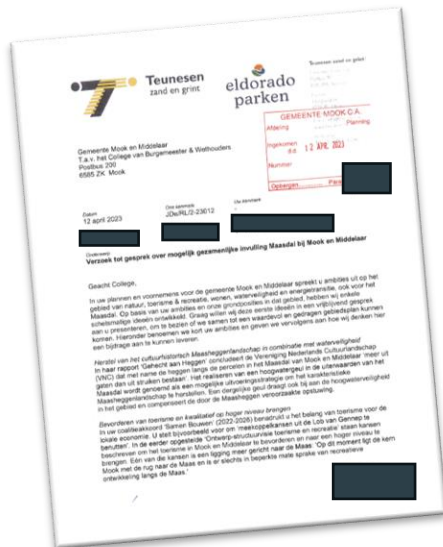 Teunesen
zand en grint
eldorado
parken
Teunesen zand en grint
GEMEENTE MOOK C.A.
Afdeling Planning
Ingekomen
d.d. 12 APR. 2023
Nummer
Opbergen
Gemeente Mook en Middelaar
T.a.v. het College van Burgemeester & Wethouders
Postbus 200
6585 ZK Mook
Datum
12 april 2023
Ons kenmerk
JDe/RL/2-23012
Uw kenmerk
Onderwerp
Verzoek tot gesprek over mogelijk gezamenlijke invulling Maasdal bij Mook en Middelaar
Geacht College,
In uw plannen en voornemens voor de gemeente Mook en Middelaar spreekt u ambities uit op het
gebied van natuur, toerisme & recreatie, wonen, waterveiligheid en energietransitie, ook voor het
Maasdal. Op basis van uw ambities en onze grondposities in dat gebied, hebben wij enkele
schetsmatige ideeën ontwikkeld. Graag willen wij deze eerste ideeën in een vrijblijvend gesprek
aan u presenteren, om te bezien of we samen tot een waardevol en gedragen gebiedsplan kunnen
komen. Hieronder benoemen we kort uw ambities en geven we vervolgens aan hoe wij denken hier
een bijdrage aan te kunnen leveren.
Herstel van het cultuurhistorisch Maasheggenlandschap in combinatie met waterveiligheid
In haar rapport 'Gehecht aan Heggen' concludeert de Vereniging Nederlands Cultuurlandschap
(VNC) dat met name de heggen langs de percelen in het Maasdal van Mook en Middelaar meer uit
gaten dan uit struiken bestaan'. Het realiseren van een hoogwatergeul in de uiterwaarden van het
Maasdal wordt genoemd als een mogelijke uitvoeringsstrategie om het karakteristieke
Maasheggenlandschap te herstellen. Een dergelijke geul draagt ook bij aan de hoogwaterveiligheid
in het gebied en compenseert de door de Maasheggen veroorzaakte opstuwing.
Bevorderen van toerisme en kwalitatief op hoger niveau brengen
In uw coalitieakkoord 'Samen Bouwen' (2022-2026) benadrukt u het belang van toerisme voor de
lokale economie. U stelt bijvoorbeeld voor om 'meekoppelkansen uit de Lob van Gennep te
benutten'. In de eerder opgestelde 'Ontwerp-structuurvisie toerisme en recreatie' staan kansen
beschreven om het toerisme in Mook en Middelaar te bevorderen en naar een hoger niveau te
brengen. Eén van die kansen is een ligging meer gericht naar de Maas: 'Op dit moment ligt de kern
Mook met de rug naar de Maas en is er slechts in beperkte mate sprake van recreatieve
ontwikkeling langs de Maas.'